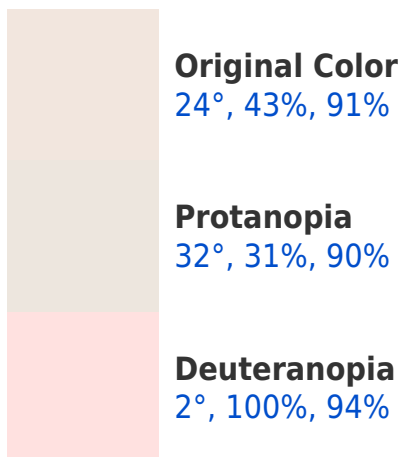 Original Color
24°, 43%, 91%
Protanopia
32°, 31%, 90%
Deuteranopia
2°, 100%, 94%